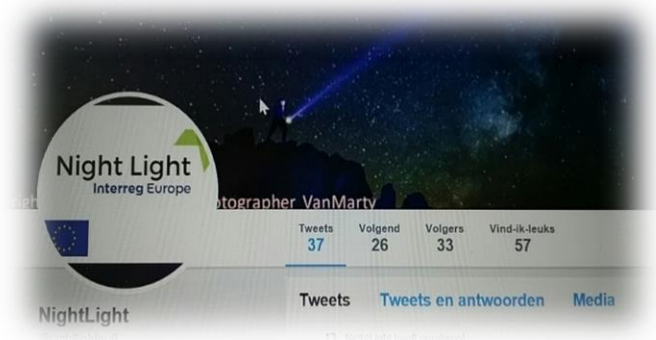 Night Light
Interreg Europe
otographer VanMarty
Tweets Volgend Volgers Vind-ik-leuks
37 26 33 57
Tweets Tweets en antwoorden Media
NightLight